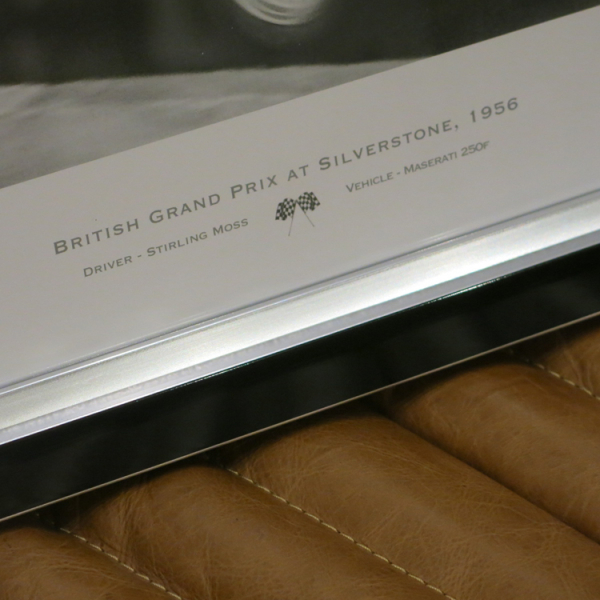 British Grand Prix at Silverstone, 1956
Driver - Stirling Moss
Vehicle - Maserati 250F